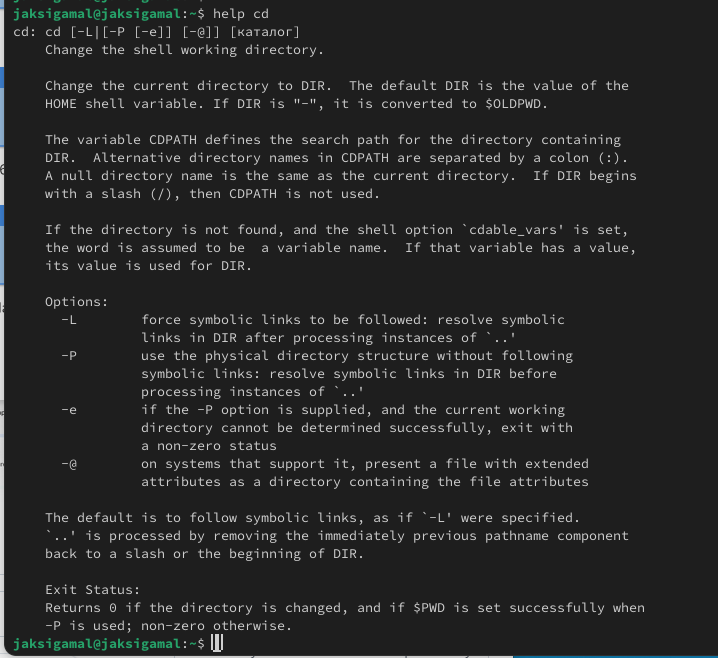 jaksigamal@jaksigamal:~$ help cd
cd: cd [-L|[-P [-e]] [-@]] [каталог]
Change the shell working directory.
Change the current directory to DIR.  The default DIR is the value of the
HOME shell variable. If DIR is "-", it is converted to $OLDPWD.
The variable CDPATH defines the search path for the directory containing
DIR.  Alternative directory names in CDPATH are separated by a colon (:).
A null directory name is the same as the current directory.  If DIR begins
with a slash (/), then CDPATH is not used.
If the directory is not found, and the shell option `cdable_vars' is set,
the word is assumed to be  a variable name.  If that variable has a value,
its value is used for DIR.
Options:
-L        force symbolic links to be followed: resolve symbolic
links in DIR after processing instances of `..'
-P        use the physical directory structure without following
symbolic links: resolve symbolic links in DIR before
processing instances of `..'
-e        if the -P option is supplied, and the current working
directory cannot be determined successfully, exit with
a non-zero status
-@        on systems that support it, present a file with extended
attributes as a directory containing the file attributes
The default is to follow symbolic links, as if `-L' were specified.
`..' is processed by removing the immediately previous pathname component
back to a slash or the beginning of DIR.
Exit Status:
Returns 0 if the directory is changed, and if $PWD is set successfully when
-P is used; non-zero otherwise.
jaksigamal@jaksigamal:~$